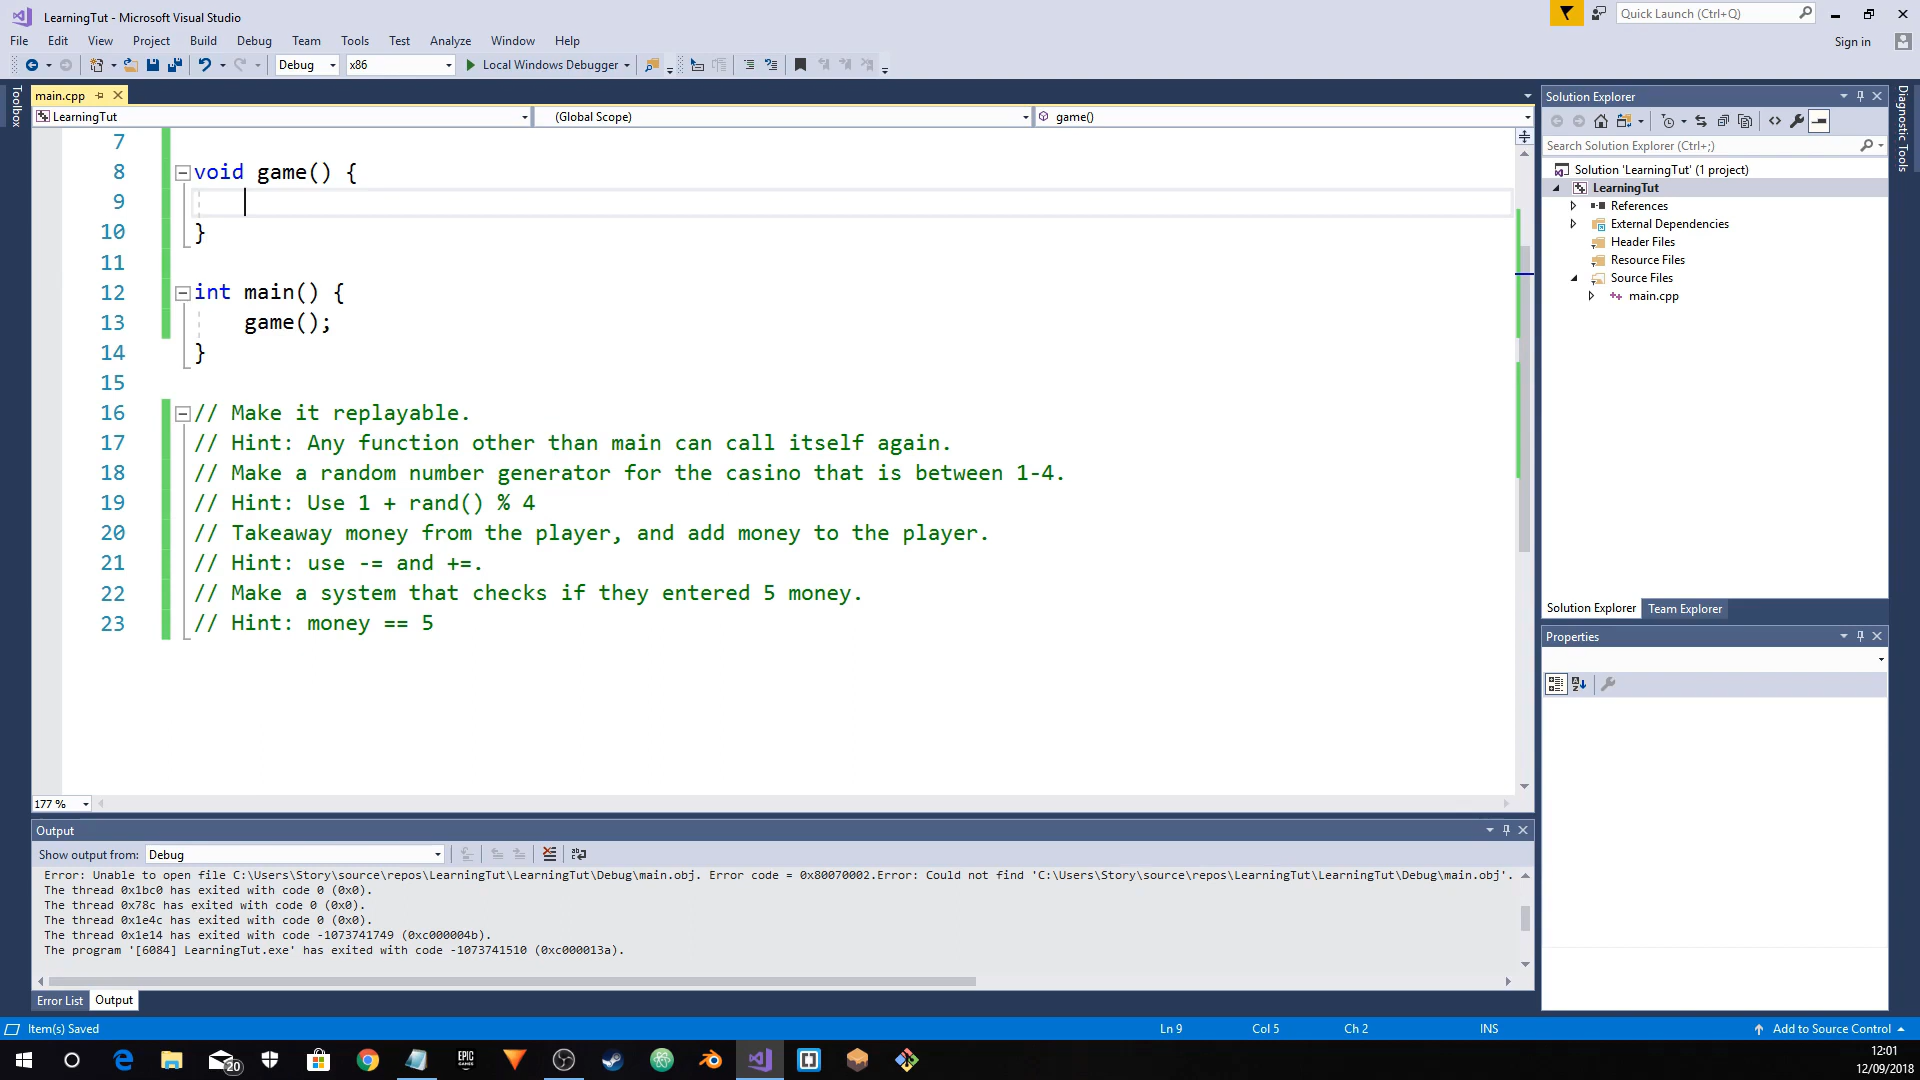 LearningTut - Microsoft Visual Studio
Quick Launch (Ctrl+Q)
File Edit View Project Build Debug Team Tools Test Analyze Window Help
Sign in
Debug x86 Local Windows Debugger
Toolbox
main.cpp
LearningTut (Global Scope) game()
7
8 void game() {
9
10 }
11
12 int main() {
13 game();
14 }
15
16 // Make it replayable.
17 // Hint: Any function other than main can call itself again.
18 // Make a random number generator for the casino that is between 1-4.
19 // Hint: Use 1 + rand() % 4
20 // Takeaway money from the player, and add money to the player.
21 // Hint: use -= and +=.
22 // Make a system that checks if they entered 5 money.
23 // Hint: money == 5
177 %
Output
Show output from: Debug
Error: Unable to open file C:\Users\Story\source\repos\LearningTut\LearningTut\Debug\main.obj. Error code = 0x80070002.Error: Could not find 'C:\Users\Story\source\repos\LearningTut\LearningTut\Debug\main.obj'.
The thread 0x1bc0 has exited with code 0 (0x0).
The thread 0x78c has exited with code 0 (0x0).
The thread 0x1e4c has exited with code 0 (0x0).
The thread 0x1e14 has exited with code -1073741749 (0xc000004b).
The program '[6084] LearningTut.exe' has exited with code -1073741510 (0xc000013a).
Error List Output
Solution Explorer
Search Solution Explorer (Ctrl+;)
Solution 'LearningTut' (1 project)
LearningTut
References
External Dependencies
Header Files
Resource Files
Source Files
main.cpp
Solution Explorer Team Explorer
Properties
Diagnostic Tools
Item(s) Saved Ln 9 Col 5 Ch 2 INS Add to Source Control
20
EPIC
GAMES
12:01
12/09/2018